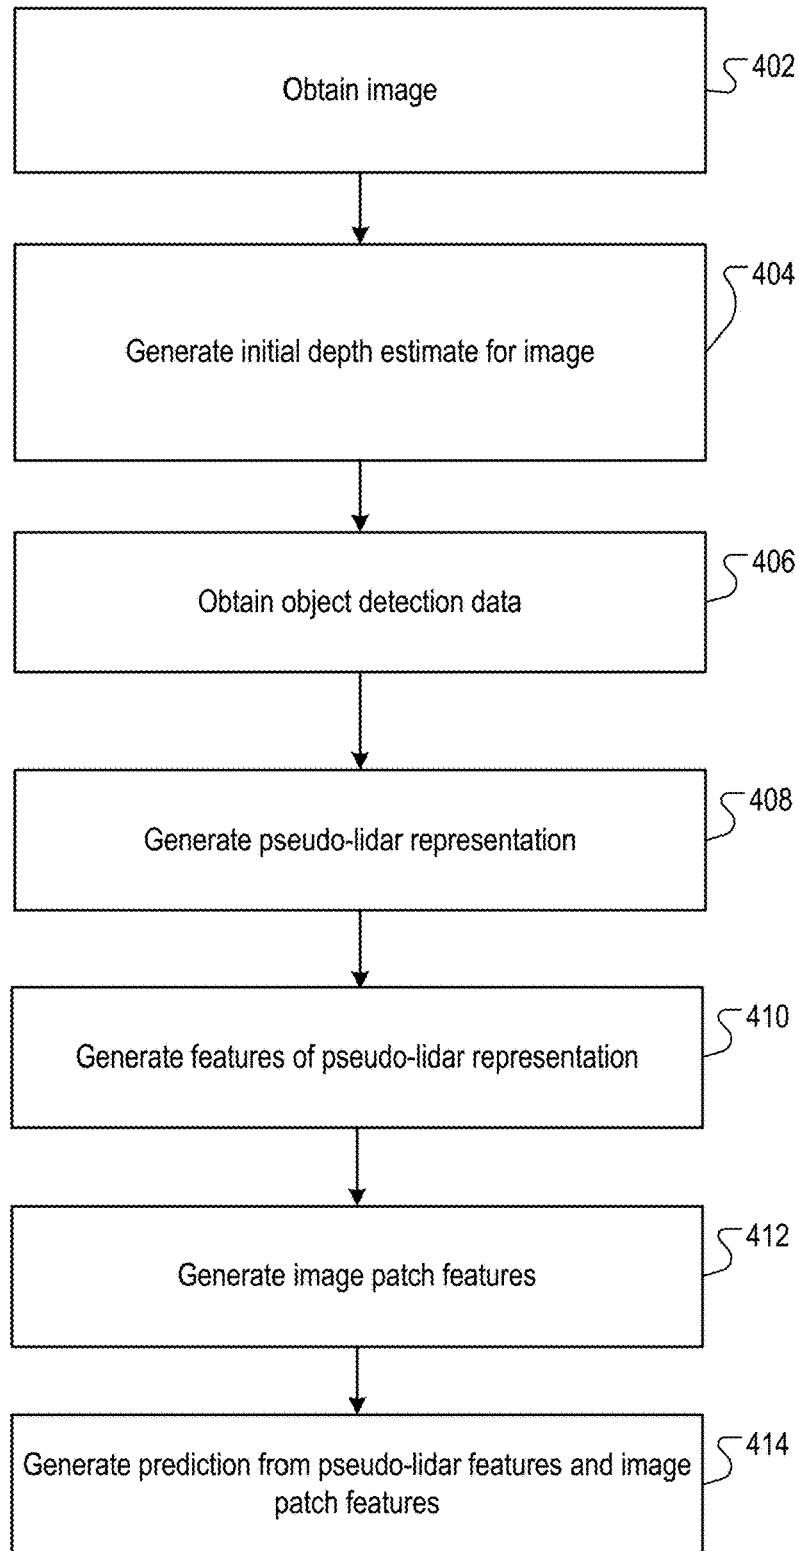 Obtain image
402
Generate initial depth estimate for image
404
Obtain object detection data
406
Generate pseudo-lidar representation
408
Generate features of pseudo-lidar representation
410
Generate image patch features
412
Generate prediction from pseudo-lidar features and image
patch features
414